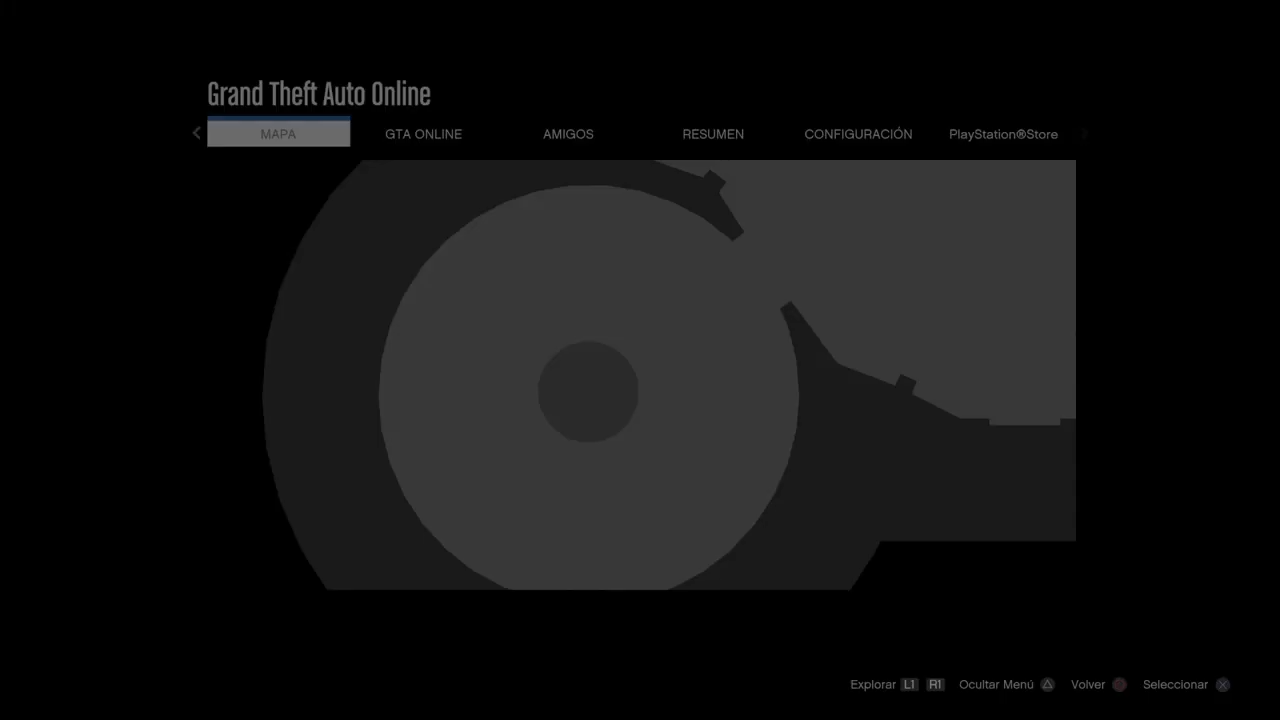 Grand Theft Auto Online
MAPA GTA ONLINE AMIGOS RESUMEN CONFIGURACIÓN PlayStation®Store
Explorar L1 R1 Ocultar Menú Volver Seleccionar